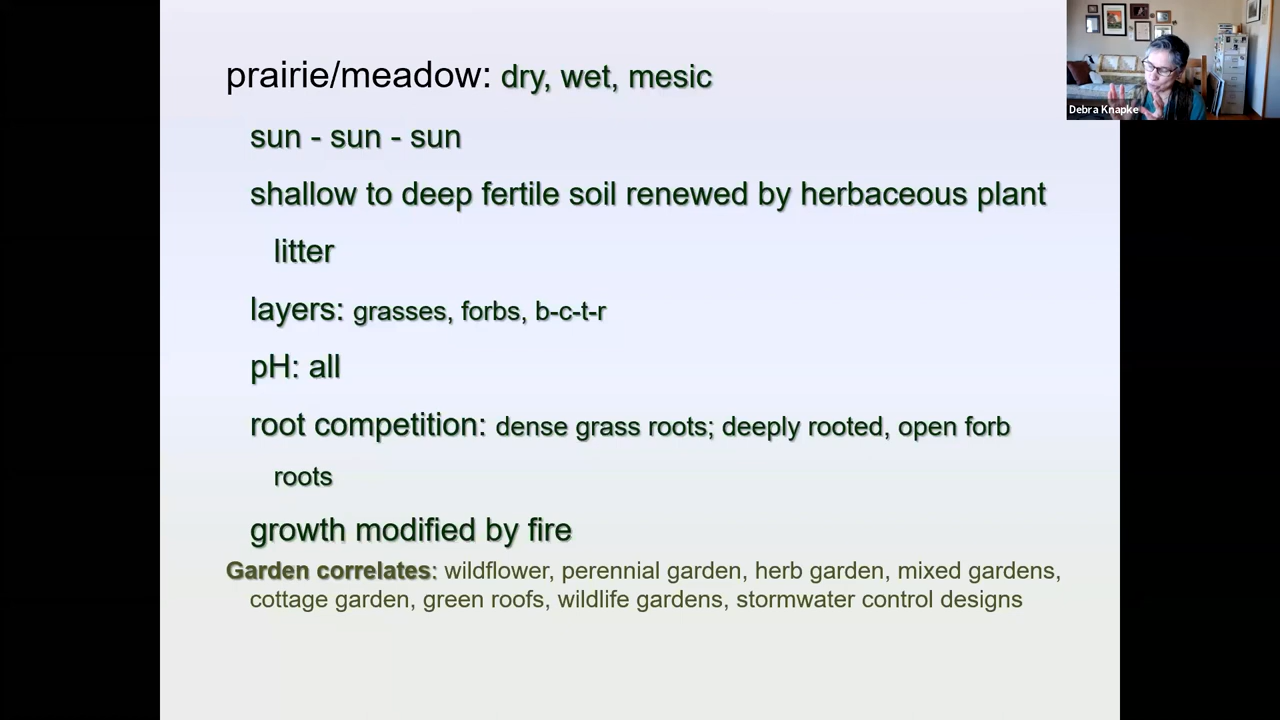 prairie/meadow: dry, wet, mesic
sun - sun - sun
shallow to deep fertile soil renewed by herbaceous plant
litter
layers: grasses, forbs, b-c-t-r
pH: all
root competition: dense grass roots; deeply rooted, open forb
roots
growth modified by fire
Garden correlates: wildflower, perennial garden, herb garden, mixed gardens,
cottage garden, green roofs, wildlife gardens, stormwater control designs
Debra Knapke